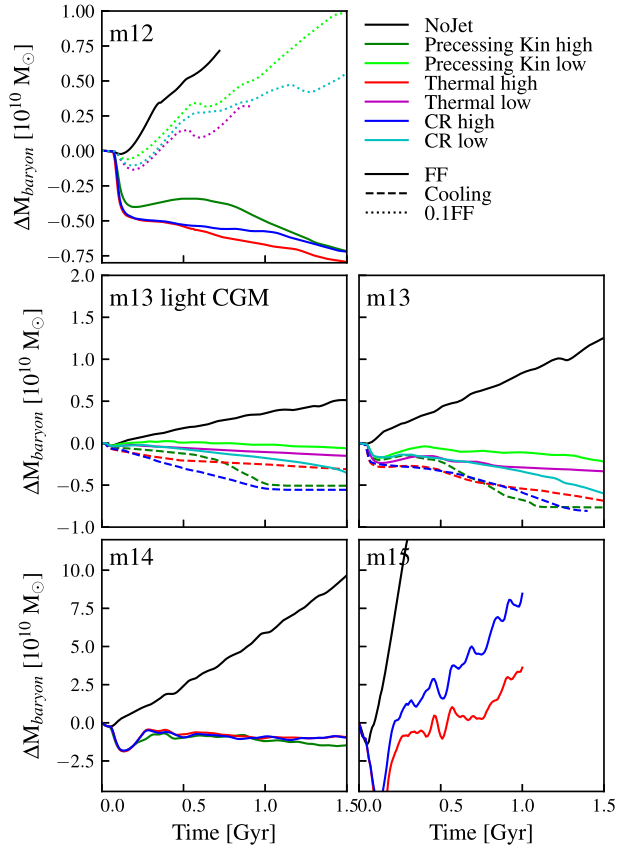 m12
1.00
0.75
0.50
0.25
0.00
−0.25
−0.50
−0.75
ΔM_baryon [10^10 M_⊙]
NoJet
Precessing Kin high
Precessing Kin low
Thermal high
Thermal low
CR high
CR low
FF
Cooling
0.1FF
m13 light CGM
2.0
1.5
1.0
0.5
0.0
−0.5
−1.0
ΔM_baryon [10^10 M_⊙]
m13
m14
10.0
7.5
5.0
2.5
0.0
−2.5
ΔM_baryon [10^10 M_⊙]
0.0 0.5 1.0 1.5
Time [Gyr]
m15
0.0 0.5 1.0 1.5
Time [Gyr]